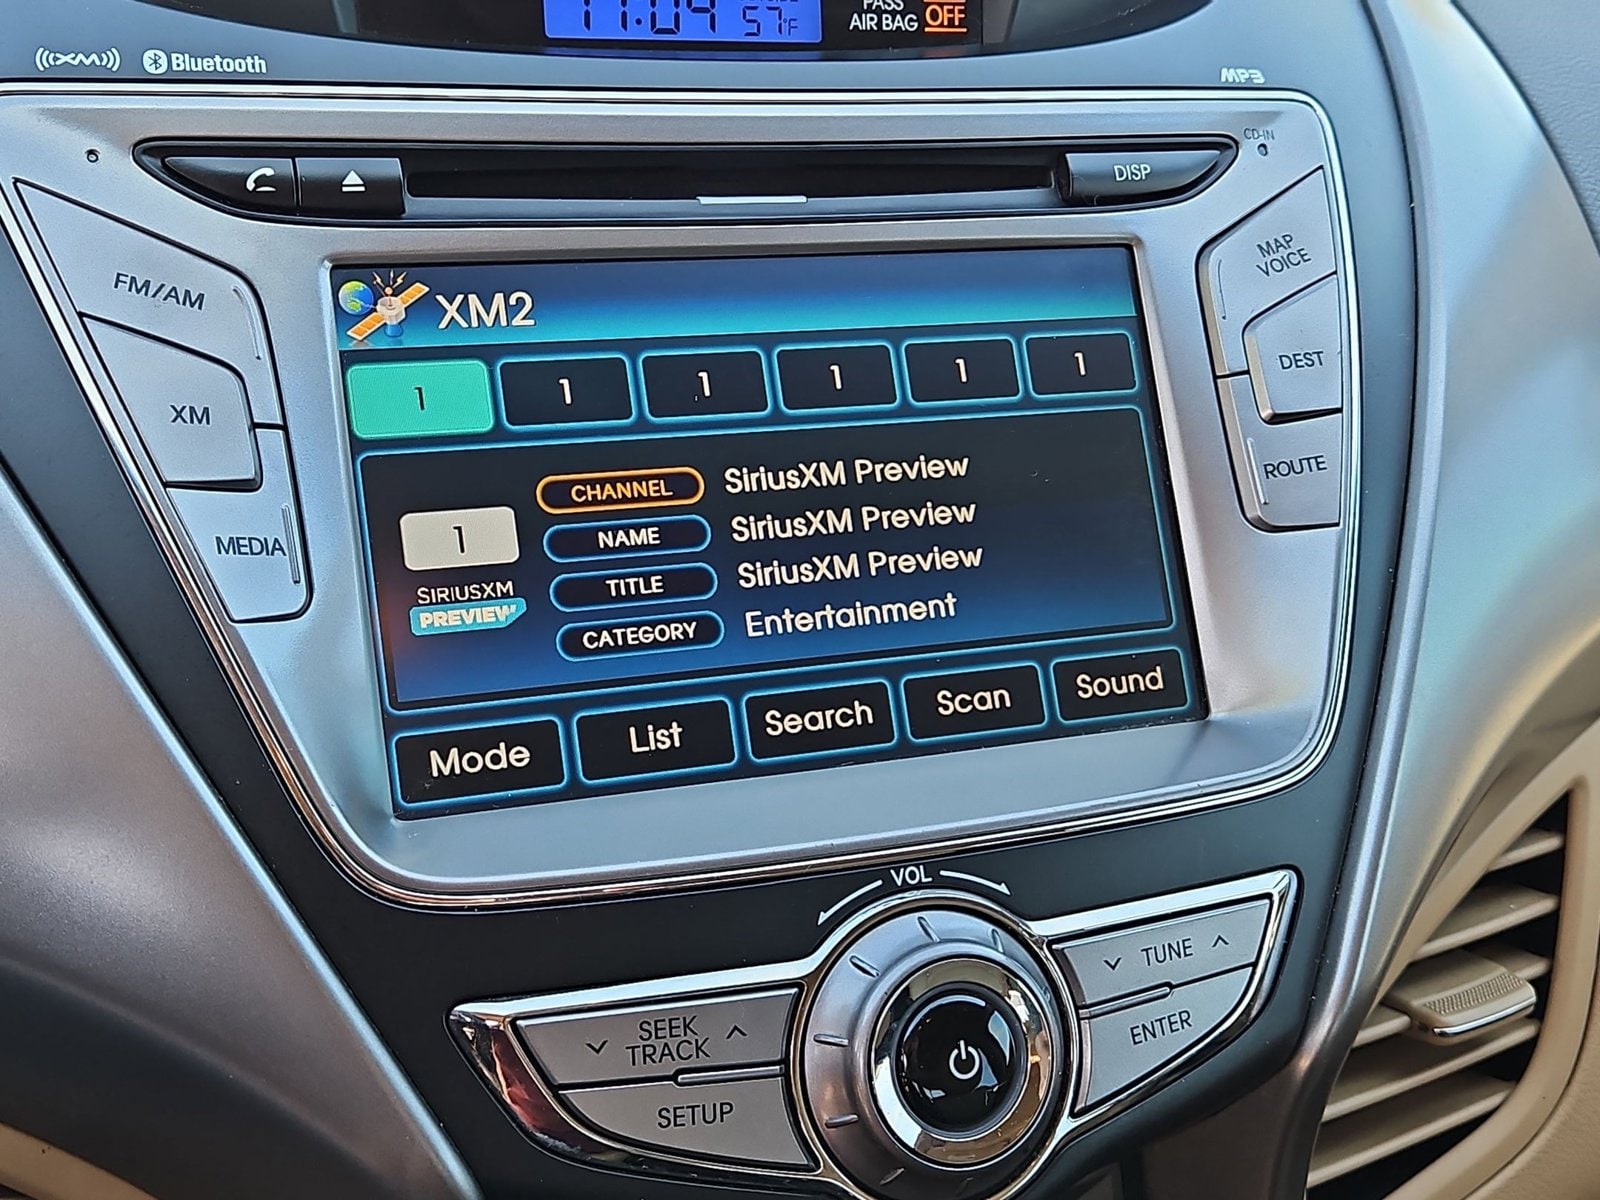 11:04 57°F
PASS
AIR BAG OFF
XM Bluetooth
MP3
CD-IN
DISP
FM/AM
XM
MEDIA
MAP
VOICE
DEST
ROUTE
XM2
1 1 1 1 1 1
CHANNEL SiriusXM Preview
1
NAME SiriusXM Preview
SIRIUSXM
PREVIEW
TITLE SiriusXM Preview
CATEGORY Entertainment
Mode List Search Scan Sound
VOL
SEEK
TRACK
SETUP
TUNE
ENTER